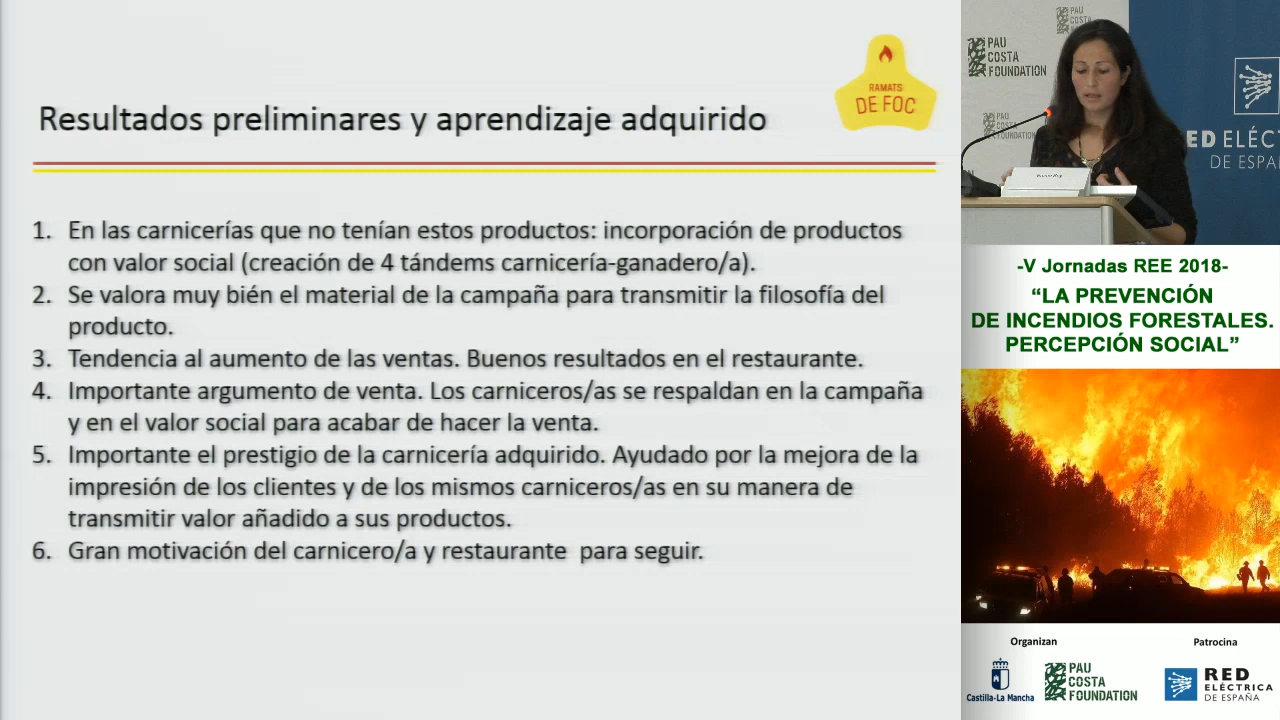 RAMATS
DE FOC
Resultados preliminares y aprendizaje adquirido
1. En las carnicerías que no tenían estos productos: incorporación de productos
con valor social (creación de 4 tándems carnicería-ganadero/a).
2. Se valora muy bién el material de la campaña para transmitir la filosofía del
producto.
3. Tendencia al aumento de las ventas. Buenos resultados en el restaurante.
4. Importante argumento de venta. Los carniceros/as se respaldan en la campaña
y en el valor social para acabar de hacer la venta.
5. Importante el prestigio de la carnicería adquirido. Ayudado por la mejora de la
impresión de los clientes y de los mismos carniceros/as en su manera de
transmitir valor añadido a sus productos.
6. Gran motivación del carnicero/a y restaurante para seguir.
PAU
COSTA
PAU
COSTA
FOUNDATION
PAU
COSTA
FOUNDATION
ED ELÉC
DE ESPA
-V Jornadas REE 2018-
“LA PREVENCIÓN
DE INCENDIOS FORESTALES.
PERCEPCIÓN SOCIAL”
Organizan
Patrocina
Castilla-La Mancha
PAU
COSTA
FOUNDATION
RED
ELÉCTRICA
DE ESPAÑA